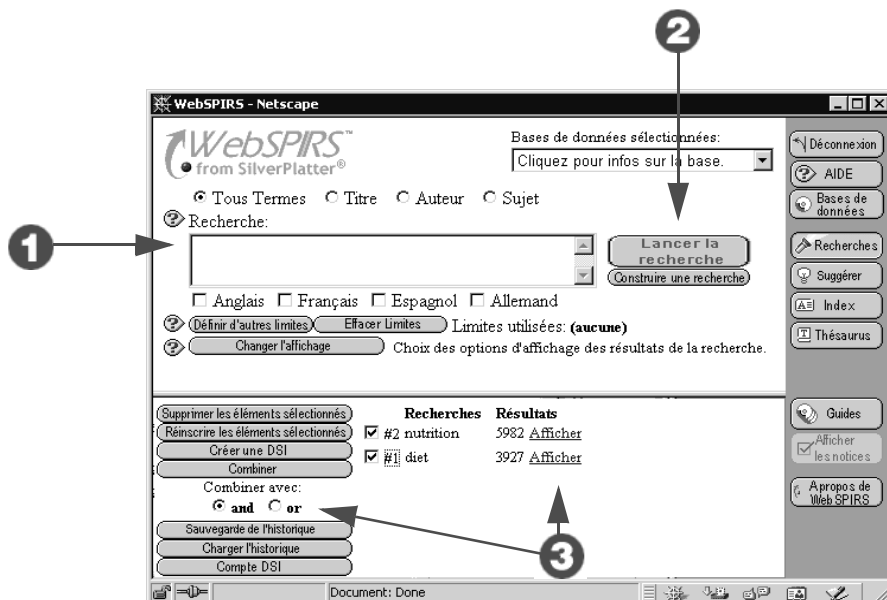 2
WebSPIRS - Netscape
WebSPIRS™
from SilverPlatter®
Bases de données sélectionnées:
Cliquez pour infos sur la base.
Tous Termes Titre Auteur Sujet
1
Recherche:
Lancer la
recherche
Construire une recherche
Anglais Français Espagnol Allemand
Définir d'autres limites Effacer Limites Limites utilisées: (aucune)
Changer l'affichage Choix des options d'affichage des résultats de la recherche.
Déconnexion
AIDE
Bases de
données
Recherches
Suggérer
Index
Thésaurus
Guides
Afficher
les notices
A propos de
WebSPIRS
Supprimer les éléments sélectionnés
Réinscrire les éléments sélectionnés
Créer une DSI
Combiner
Combiner avec:
and or
Sauvegarde de l'historique
Charger l'historique
Compte DSI
Recherches Résultats
#2 nutrition 5982 Afficher
#1 diet 3927 Afficher
3
Document: Done